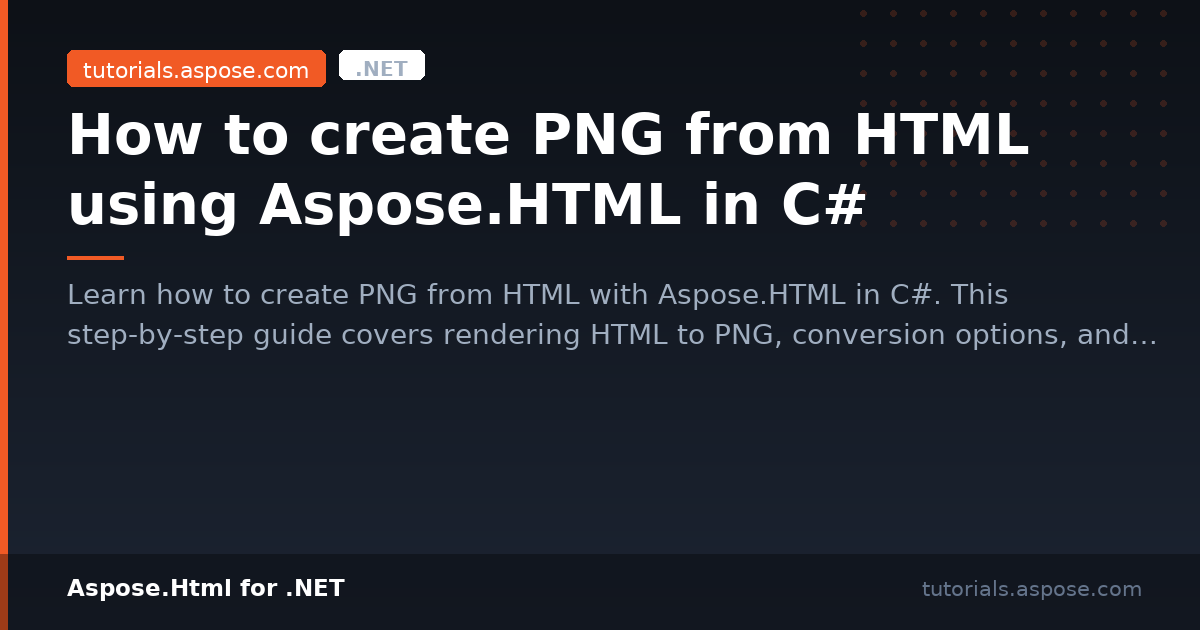 tutorials.aspose.com
.NET
How to create PNG from HTML
using Aspose.HTML in C#
Learn how to create PNG from HTML with Aspose.HTML in C#. This
step-by-step guide covers rendering HTML to PNG, conversion options, and…
Aspose.Html for .NET
tutorials.aspose.com